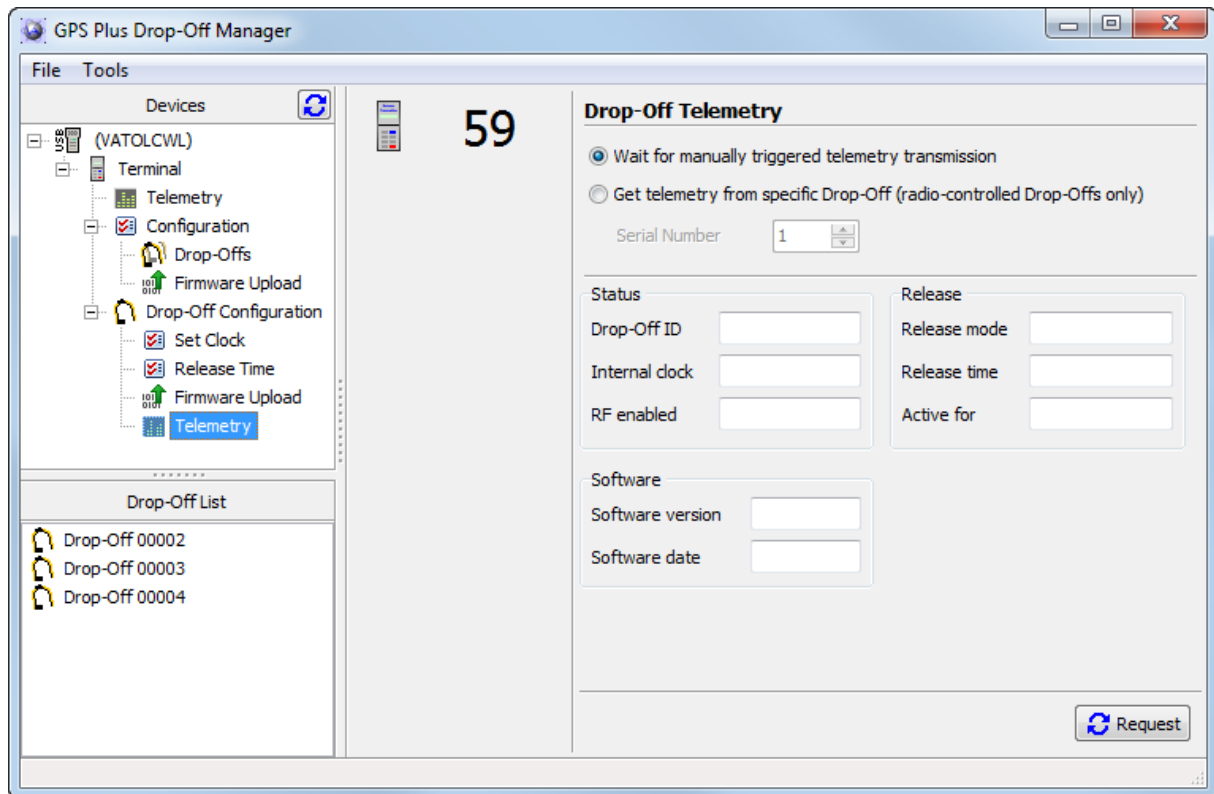 GPS Plus Drop-Off Manager
File Tools
Devices
(VATOLCWL)
Terminal
Telemetry
Configuration
Drop-Offs
Firmware Upload
Drop-Off Configuration
Set Clock
Release Time
Firmware Upload
Telemetry
Drop-Off List
Drop-Off 00002
Drop-Off 00003
Drop-Off 00004
59
Drop-Off Telemetry
Wait for manually triggered telemetry transmission
Get telemetry from specific Drop-Off (radio-controlled Drop-Offs only)
Serial Number 1
Status
Drop-Off ID
Internal clock
RF enabled
Release
Release mode
Release time
Active for
Software
Software version
Software date
Request